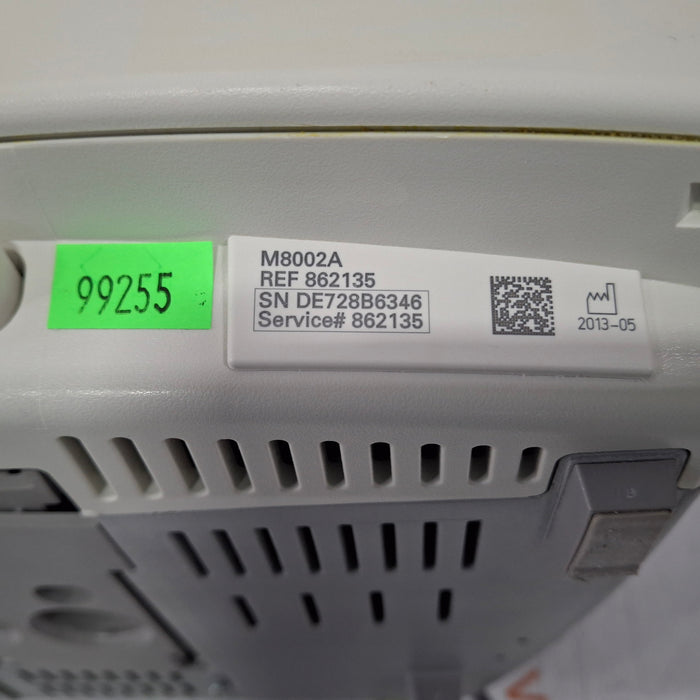 99255
M8002A
REF 862135
SN DE728B6346
Service# 862135
2013-05